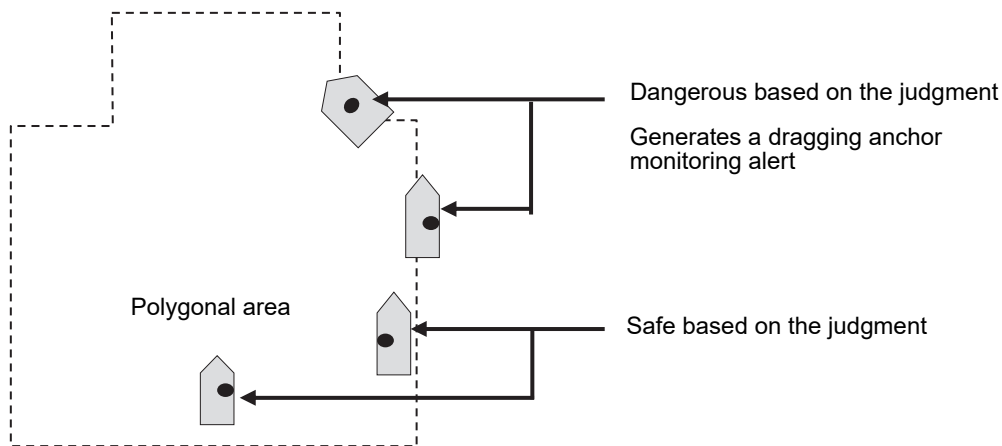 Dangerous based on the judgment
Generates a dragging anchor
monitoring alert
Polygonal area
Safe based on the judgment